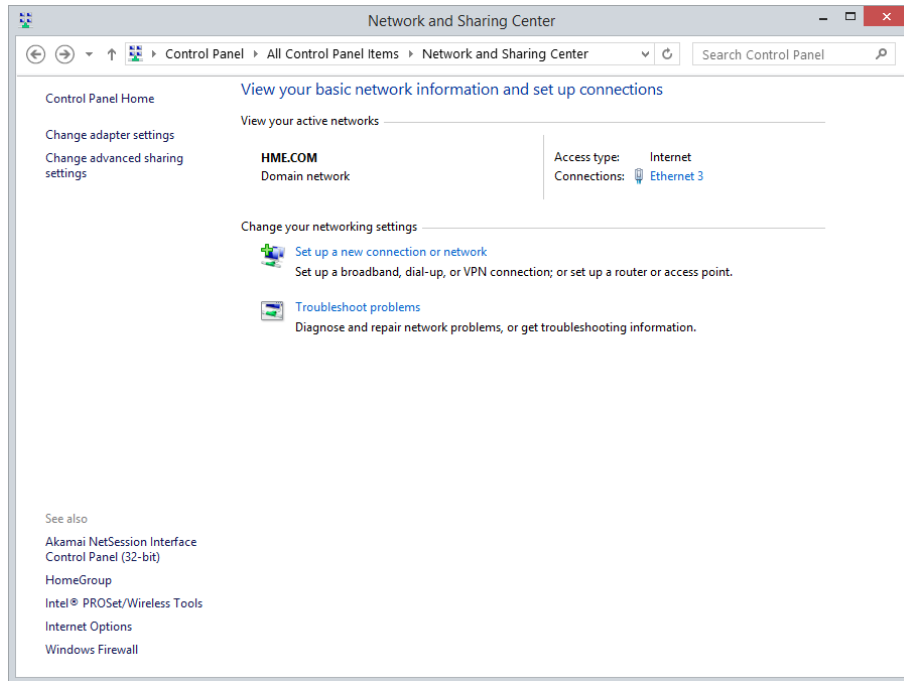 Network and Sharing Center
Control Panel All Control Panel Items Network and Sharing Center
Search Control Panel
Control Panel Home
Change adapter settings
Change advanced sharing
settings
View your basic network information and set up connections
View your active networks
HME.COM
Domain network
Access type: Internet
Connections: Ethernet 3
Change your networking settings
Set up a new connection or network
Set up a broadband, dial-up, or VPN connection; or set up a router or access point.
Troubleshoot problems
Diagnose and repair network problems, or get troubleshooting information.
See also
Akamai NetSession Interface
Control Panel (32-bit)
HomeGroup
Intel® PROSet/Wireless Tools
Internet Options
Windows Firewall